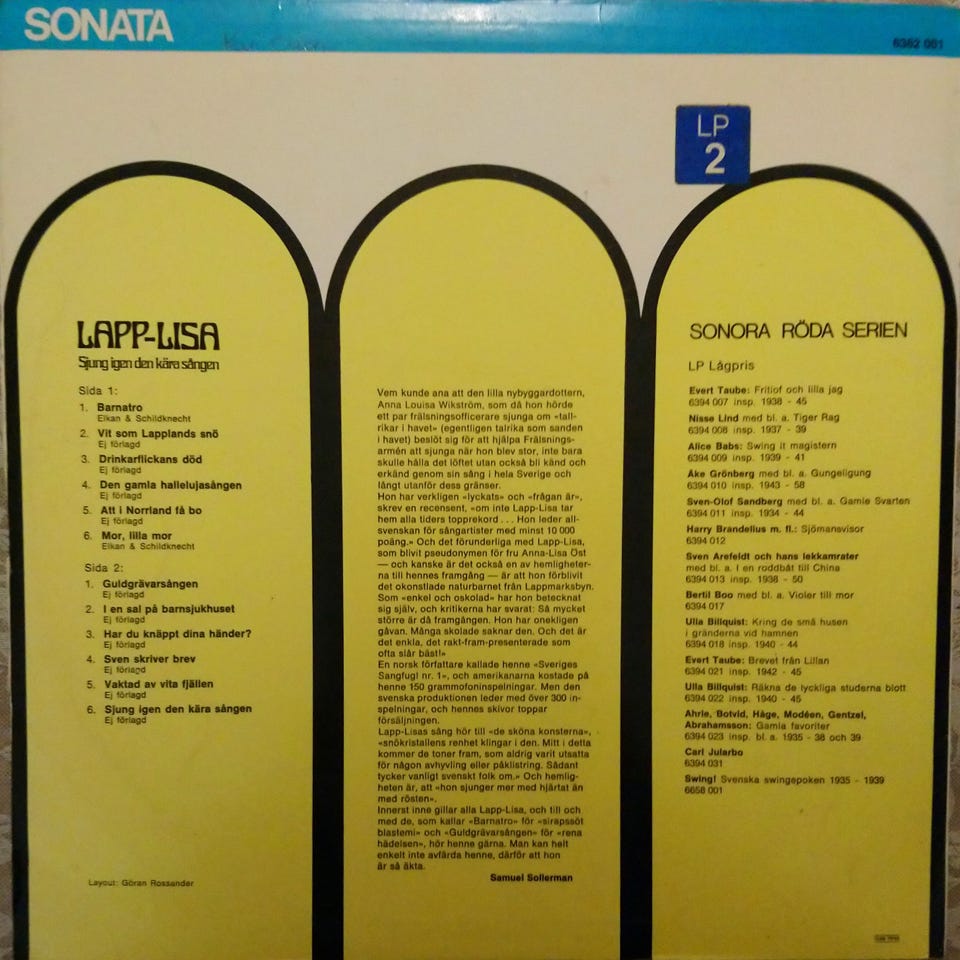 SONATA
6362 001
LP
2
LAPP-LISA
Sjung igen den kära sången
Sida 1:
1. Barnatro
Elkan & Schildknecht
2. Vit som Lapplands snö
Ej förlagd
3. Drinkarflickans död
Ej förlagd
4. Den gamla hallelujasången
Ej förlagd
5. Att i Norrland få bo
Ej förlagd
6. Mor, lilla mor
Elkan & Schildknecht
Sida 2:
1. Guldgrävarsången
Ej förlagd
2. I en sal på barnsjukhuset
Ej förlagd
3. Har du knäppt dina händer?
Ej förlagd
4. Sven skriver brev
Ej förlagd
5. Vaktad av vita fjällen
Ej förlagd
6. Sjung igen den kära sången
Ej förlagd
Layout: Göran Rossander
Vem kunde ana att den lilla nybyggardottern,
Anna Louisa Wikström, som då hon hörde
ett par frälsningsofficerare sjunga om «tall-
rikar i havet» (egentligen talrika som sanden
i havet) beslöt sig för att hjälpa Frälsnings-
armén att sjunga när hon blev stor, inte bara
skulle hålla det löftet utan också bli känd och
erkänd genom sin sång i hela Sverige och
långt utanför dess gränser.
Hon har verkligen «lyckats» och «frågan är»,
skrev en recensent, «om inte Lapp-Lisa tar
hem alla tiders topprekord ... Hon leder all-
svenskan för sångartister med minst 10 000
poäng.» Och det förunderliga med Lapp-Lisa,
som blivit pseudonymen för fru Anna-Lisa Öst
— och kanske är det också en av hemligheter-
na till hennes framgång — är att hon förblivit
det okonstlade naturbarnet från Lappmarksbyn.
Som «enkel och oskolad» har hon betecknat
sig själv, och kritikerna har svarat: Så mycket
större är då framgången. Hon har onekligen
gåvan. Många skolade saknar den. Och det är
det enkla, det rakt-fram-presenterade som
ofta slår bäst!»
En norsk författare kallade henne «Sveriges
Sangfugl nr. 1», och amerikanarna kostade på
henne 150 grammofoninspelningar. Men den
svenska produktionen leder med över 300 in-
spelningar, och hennes skivor toppar
försäljningen.
Lapp-Lisas sång hör till «de sköna konsterna»,
«snökristallens renhet klingar i den. Mitt i detta
kommer de toner fram, som aldrig varit utsatta
för någon avhyvling eller påklistring. Sådant
tycker vanligt svenskt folk om.» Och hemlig-
heten är, att «hon sjunger mer med hjärtat än
med rösten».
Innerst inne gillar alla Lapp-Lisa, och till och
med de, som kallar «Barnatro» för «sirapssöt
blasfemi» och «Guldgrävarsången» för «rena
hädelsen», hör henne gärna. Man kan helt
enkelt inte avfärda henne, därför att hon
är så äkta.
Samuel Sollerman
SONORA RÖDA SERIEN
LP Lågpris
Evert Taube: Fritiof och lilla jag
6394 007 insp. 1938 - 45
Nisse Lind med bl. a. Tiger Rag
6394 008 insp. 1937 - 39
Alice Babs: Swing it magistern
6394 009 insp. 1939 - 41
Åke Grönberg med bl. a. Gungeligung
6394 010 insp. 1943 - 58
Sven-Olof Sandberg med bl. a. Gamle Svarten
6394 011 insp. 1934 - 44
Harry Brandelius m. fl.: Sjömansvisor
6394 012
Sven Arefeldt och hans lekkamrater
med bl. a. I en roddbåt till China
6394 013 insp. 1938 - 50
Bertil Boo med bl. a. Violer till mor
6394 017
Ulla Billquist: Kring de små husen
i gränderna vid hamnen
6394 018 insp. 1940 - 44
Evert Taube: Brevet från Lillan
6394 021 insp. 1942 - 45
Ulla Billquist: Räkna de lyckliga stunderna blott
6394 022 insp. 1940 - 45
Ahrle, Botvid, Håge, Modéen, Gentzel,
Abrahamsson: Gamla favoriter
6394 023 insp. bl. a. 1935 - 38 och 39
Carl Jularbo
6394 031
Swing! Svenska swingepoken 1935 - 1939
6658 001